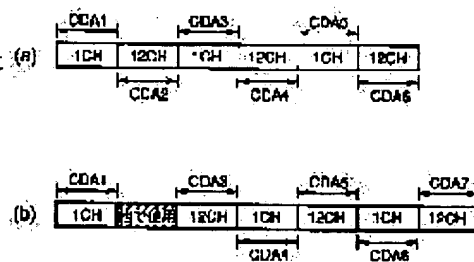 CDA1 CDA3 CDA5
(a) 1CH 12CH 1CH 12CH 1CH 12CH
CDA2 CDA4 CDA6
CDA1 CDA3 CDA5 CDA7
(b) 1CH 12CH 1CH 12CH 1CH 12CH
CDA4 CDA6